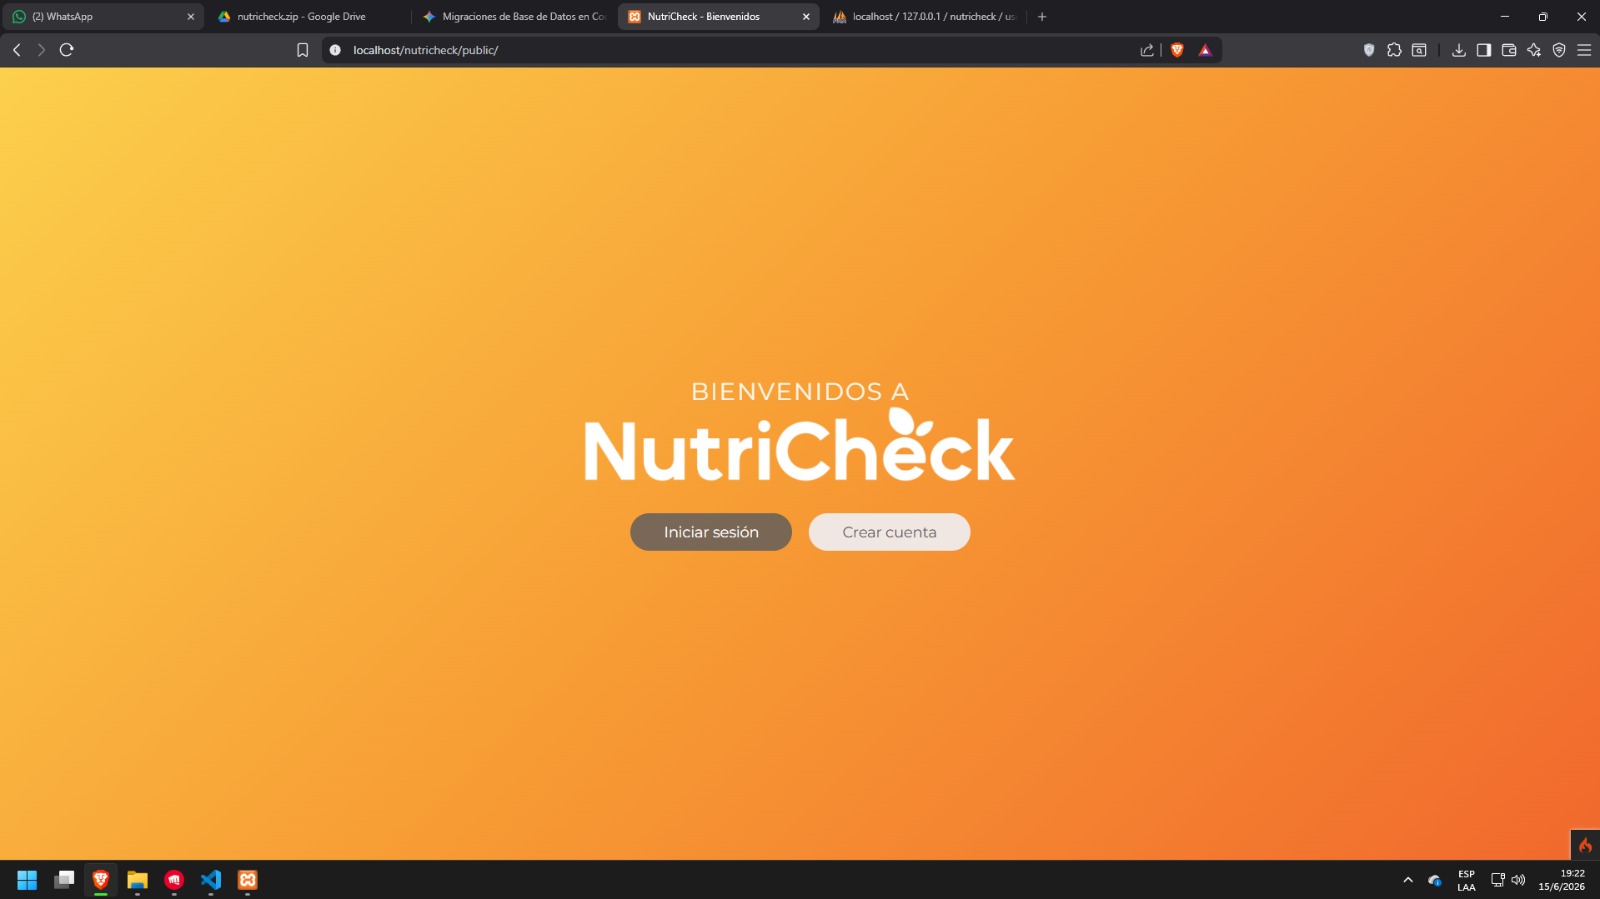 (2) WhatsApp
nutricheck.zip - Google Drive
Migraciones de Base de Datos en Co
NutriCheck - Bienvenidos
localhost / 127.0.0.1 / nutricheck / us
localhost/nutricheck/public/
BIENVENIDOS A
NutriCheck
Iniciar sesión
Crear cuenta
ESP
LAA
19:22
15/6/2026